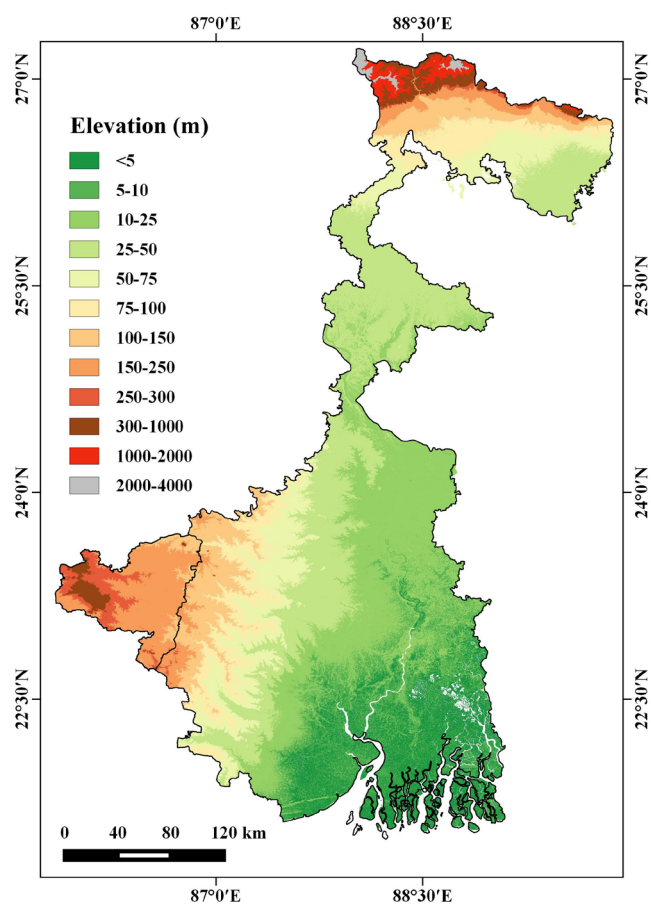 87°0′E 88°30′E
27°0′N 27°0′N
Elevation (m)
<5
5-10
10-25
25-50
50-75
75-100
100-150
150-250
250-300
300-1000
1000-2000
2000-4000
25°30′N 25°30′N
24°0′N 24°0′N
22°30′N 22°30′N
0 40 80 120 km
87°0′E 88°30′E